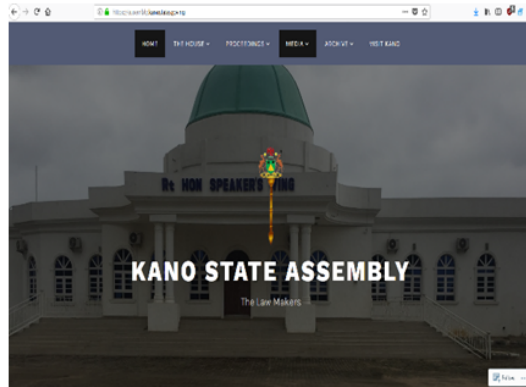 HOME THE HOUSE PROCEEDINGS MEDIA ARCHIVE VISIT KANO
Rt HON SPEAKER'S WING
KANO STATE ASSEMBLY
The Law Makers